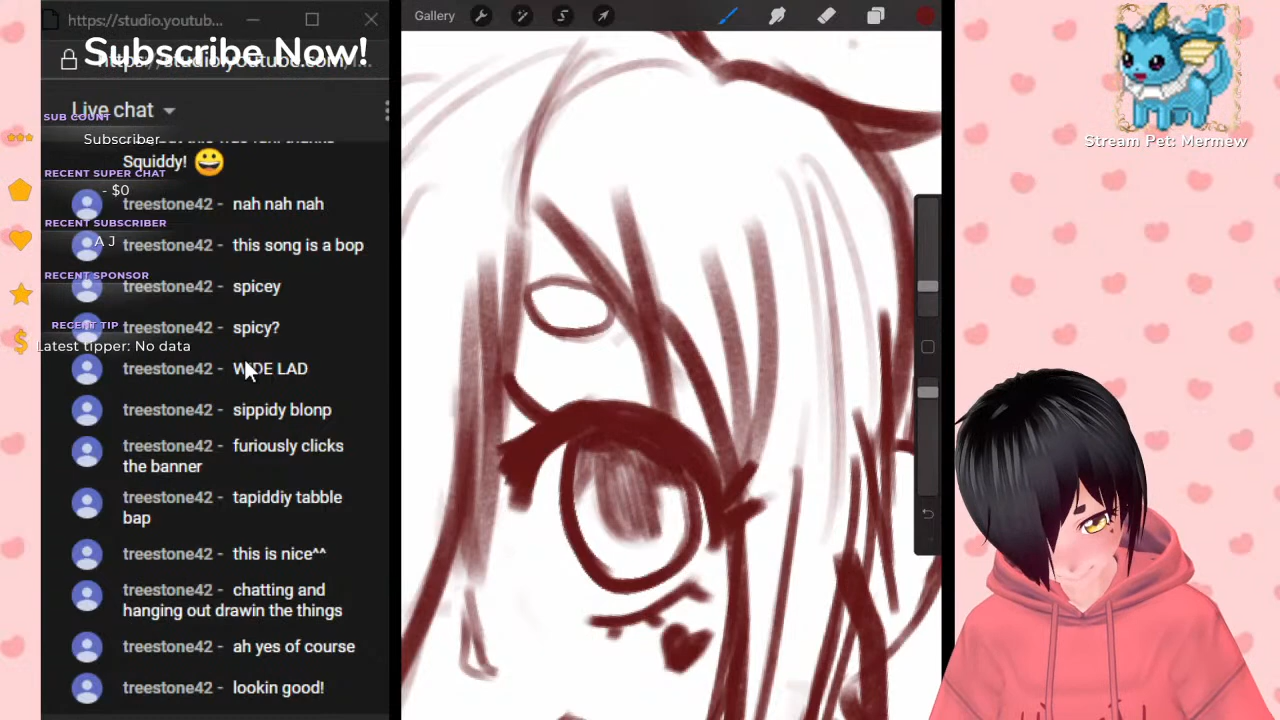 https://studio.youtub...
Subscribe Now!
https://studio.youtube.com/l...
Live chat
SUB COUNT
Subscriber
Squiddy! 😀
RECENT SUPER CHAT
- $0
treestone42 - nah nah nah
RECENT SUBSCRIBER
A J
treestone42 - this song is a bop
RECENT SPONSOR
treestone42 - spicey
RECENT TIP
treestone42 - spicy?
Latest tipper: No data
treestone42 - WIDE LAD
treestone42 - sippidy blonp
treestone42 - furiously clicks
the banner
treestone42 - tapiddiy tabble
bap
treestone42 - this is nice^^
treestone42 - chatting and
hanging out drawin the things
treestone42 - ah yes of course
treestone42 - lookin good!
Gallery
Stream Pet: Mermew